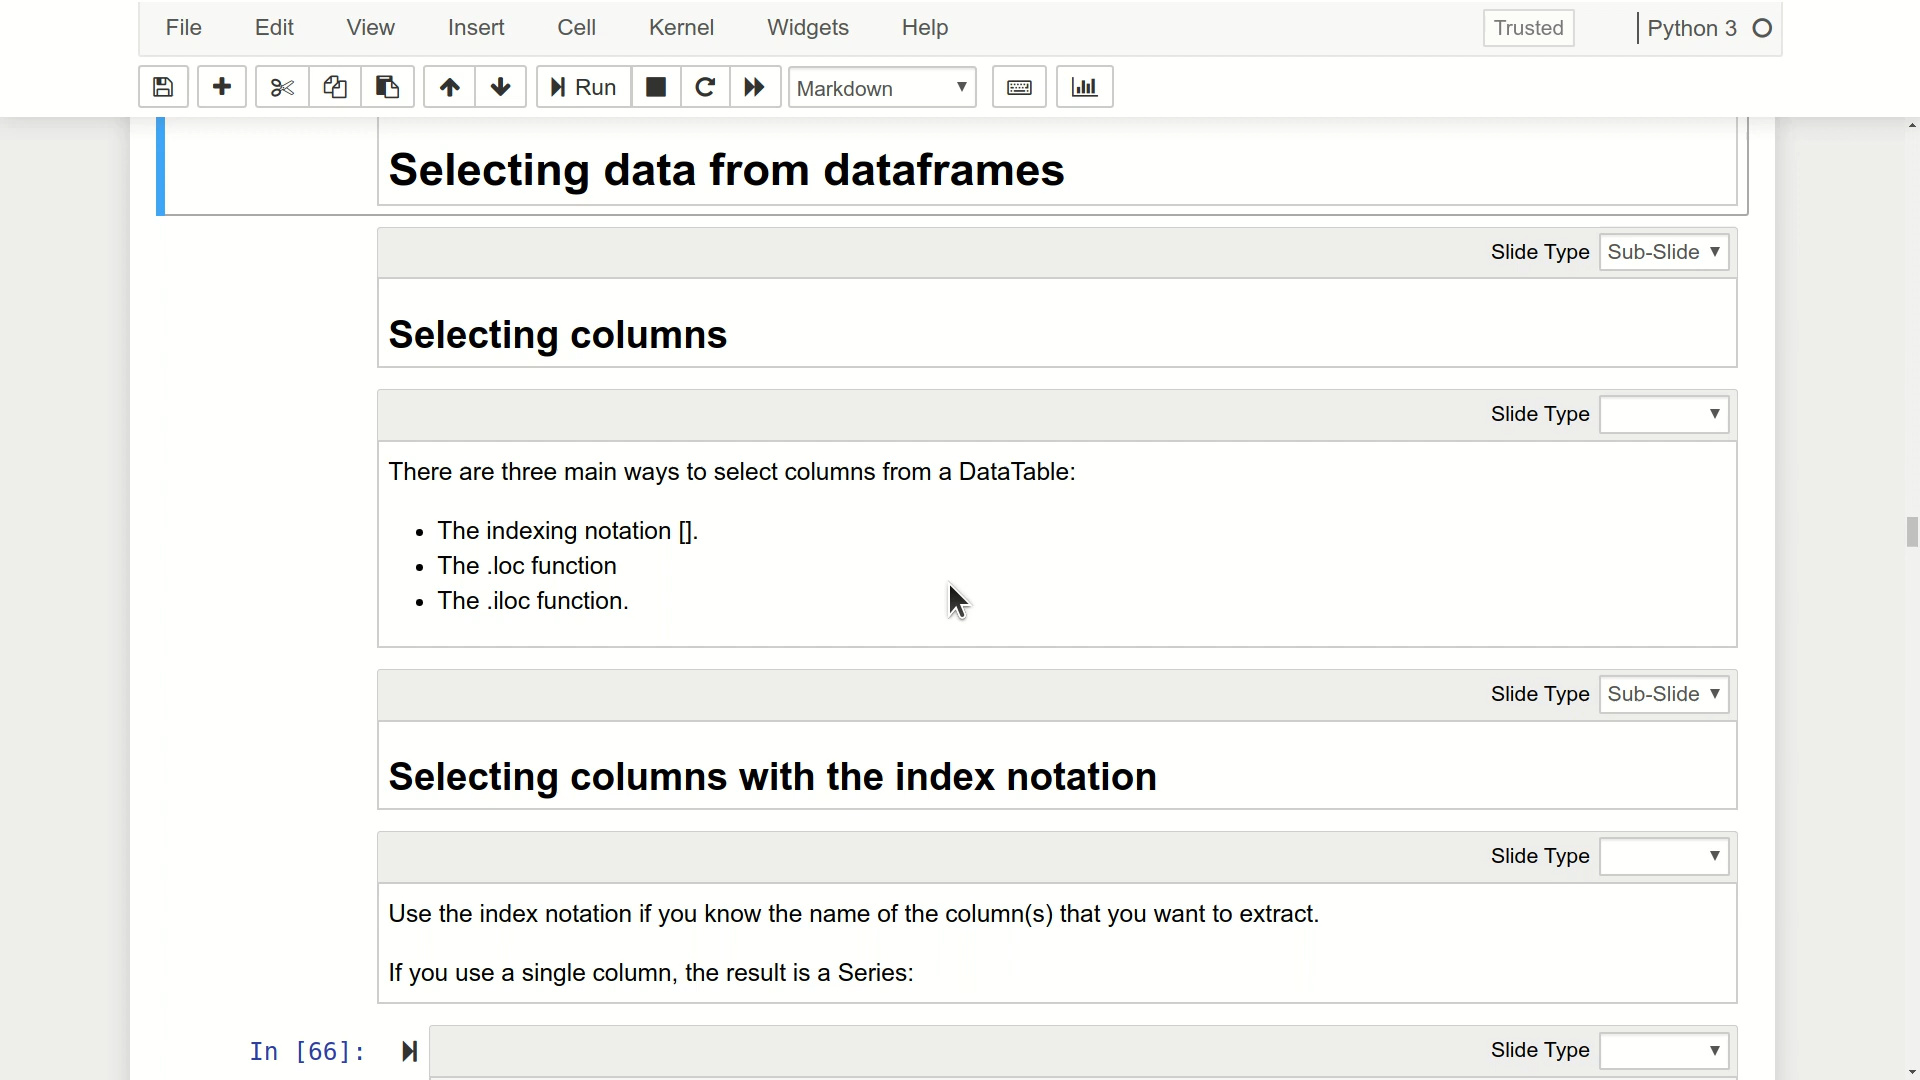 File Edit View Insert Cell Kernel Widgets Help Trusted Python 3
Run Markdown
Selecting data from dataframes
Slide Type Sub-Slide
Selecting columns
Slide Type
There are three main ways to select columns from a DataTable:
• The indexing notation [].
• The .loc function
• The .iloc function.
Slide Type Sub-Slide
Selecting columns with the index notation
Slide Type
Use the index notation if you know the name of the column(s) that you want to extract.
If you use a single column, the result is a Series:
In [66]: Slide Type